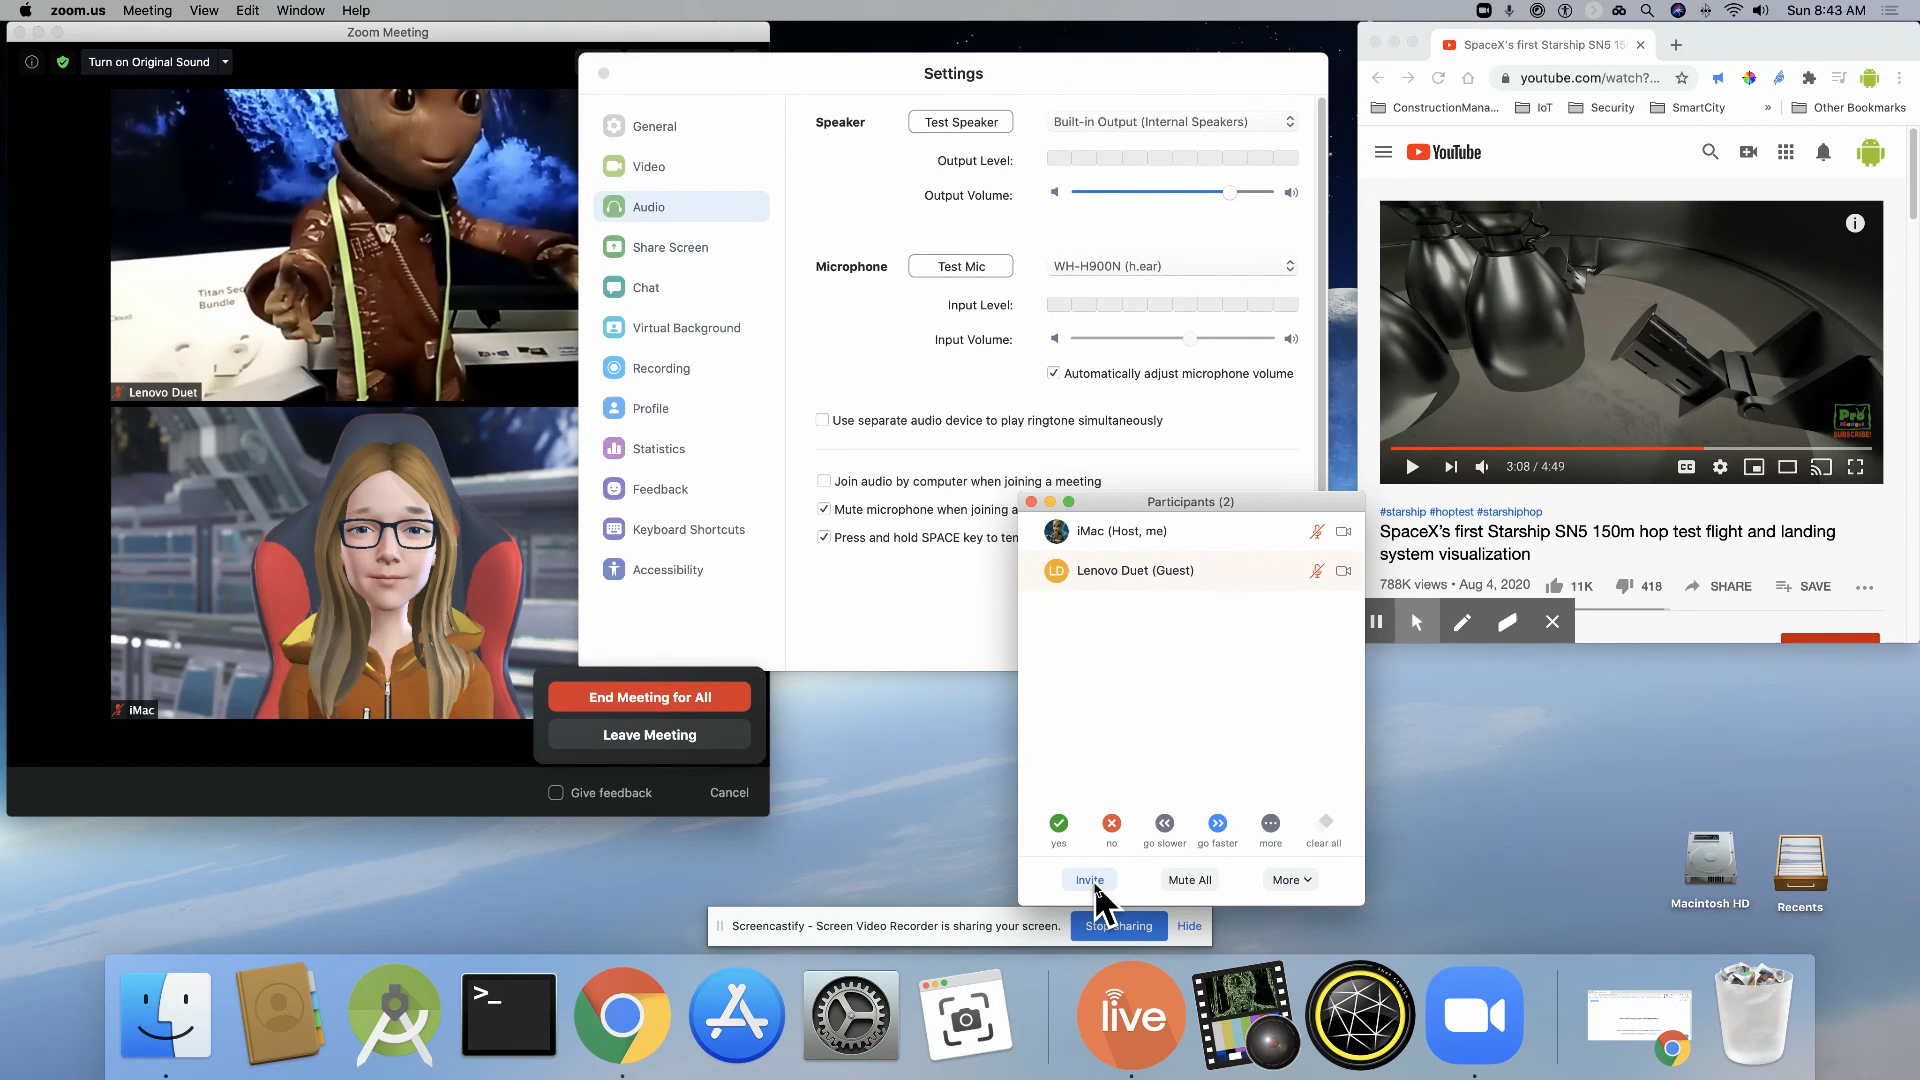 zoom.us Meeting View Edit Window Help
Sun 8:43 AM
Zoom Meeting
Turn on Original Sound
Titan Sec
Bundle
Cloud
Lenovo Duet
iMac
End Meeting for All
Leave Meeting
Give feedback
Cancel
Settings
General
Video
Audio
Share Screen
Chat
Virtual Background
Recording
Profile
Statistics
Feedback
Keyboard Shortcuts
Accessibility
Speaker Test Speaker Built-in Output (Internal Speakers)
Output Level:
Output Volume:
Microphone Test Mic WH-H900N (h.ear)
Input Level:
Input Volume:
Automatically adjust microphone volume
Use separate audio device to play ringtone simultaneously
Join audio by computer when joining a meeting
Mute microphone when joining a
Press and hold SPACE key to ten
Participants (2)
iMac (Host, me)
LD Lenovo Duet (Guest)
yes no go slower go faster more clear all
Invite Mute All More
Screencastify - Screen Video Recorder is sharing your screen. Stop sharing Hide
SpaceX's first Starship SN5 15
youtube.com/watch?...
ConstructionMana... IoT Security SmartCity » Other Bookmarks
YouTube
Pro
SUBSCRIBE!
3:08 / 4:49
CC
#starship #hoptest #starshiphop
SpaceX's first Starship SN5 150m hop test flight and landing
system visualization
788K views • Aug 4, 2020 11K 418 SHARE SAVE
Macintosh HD
Recents
>_
live